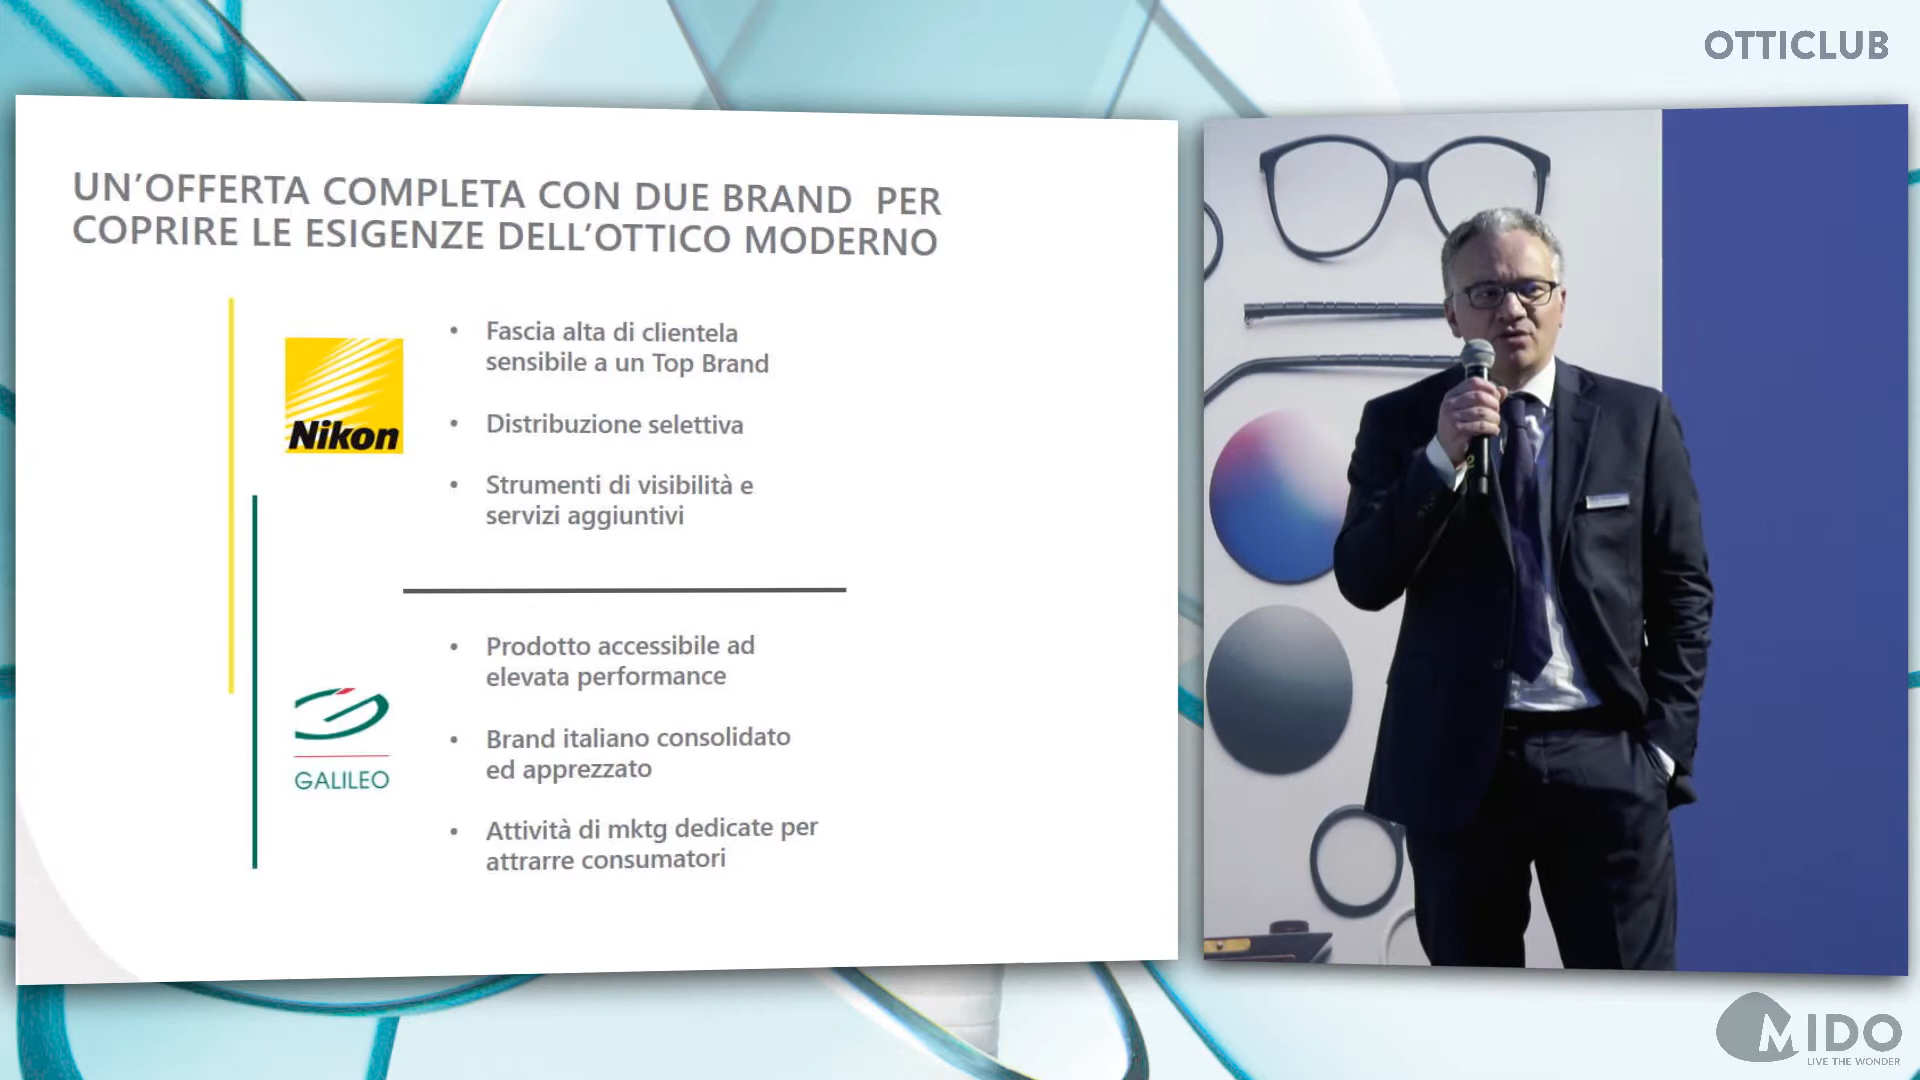 OTTICLUB
UN’OFFERTA COMPLETA CON DUE BRAND PER
COPRIRE LE ESIGENZE DELL’OTTICO MODERNO
Nikon
• Fascia alta di clientela
sensibile a un Top Brand
• Distribuzione selettiva
• Strumenti di visibilità e
servizi aggiuntivi
GALILEO
• Prodotto accessibile ad
elevata performance
• Brand italiano consolidato
ed apprezzato
• Attività di mktg dedicate per
attrarre consumatori
2
MIDO
LIVE THE WONDER